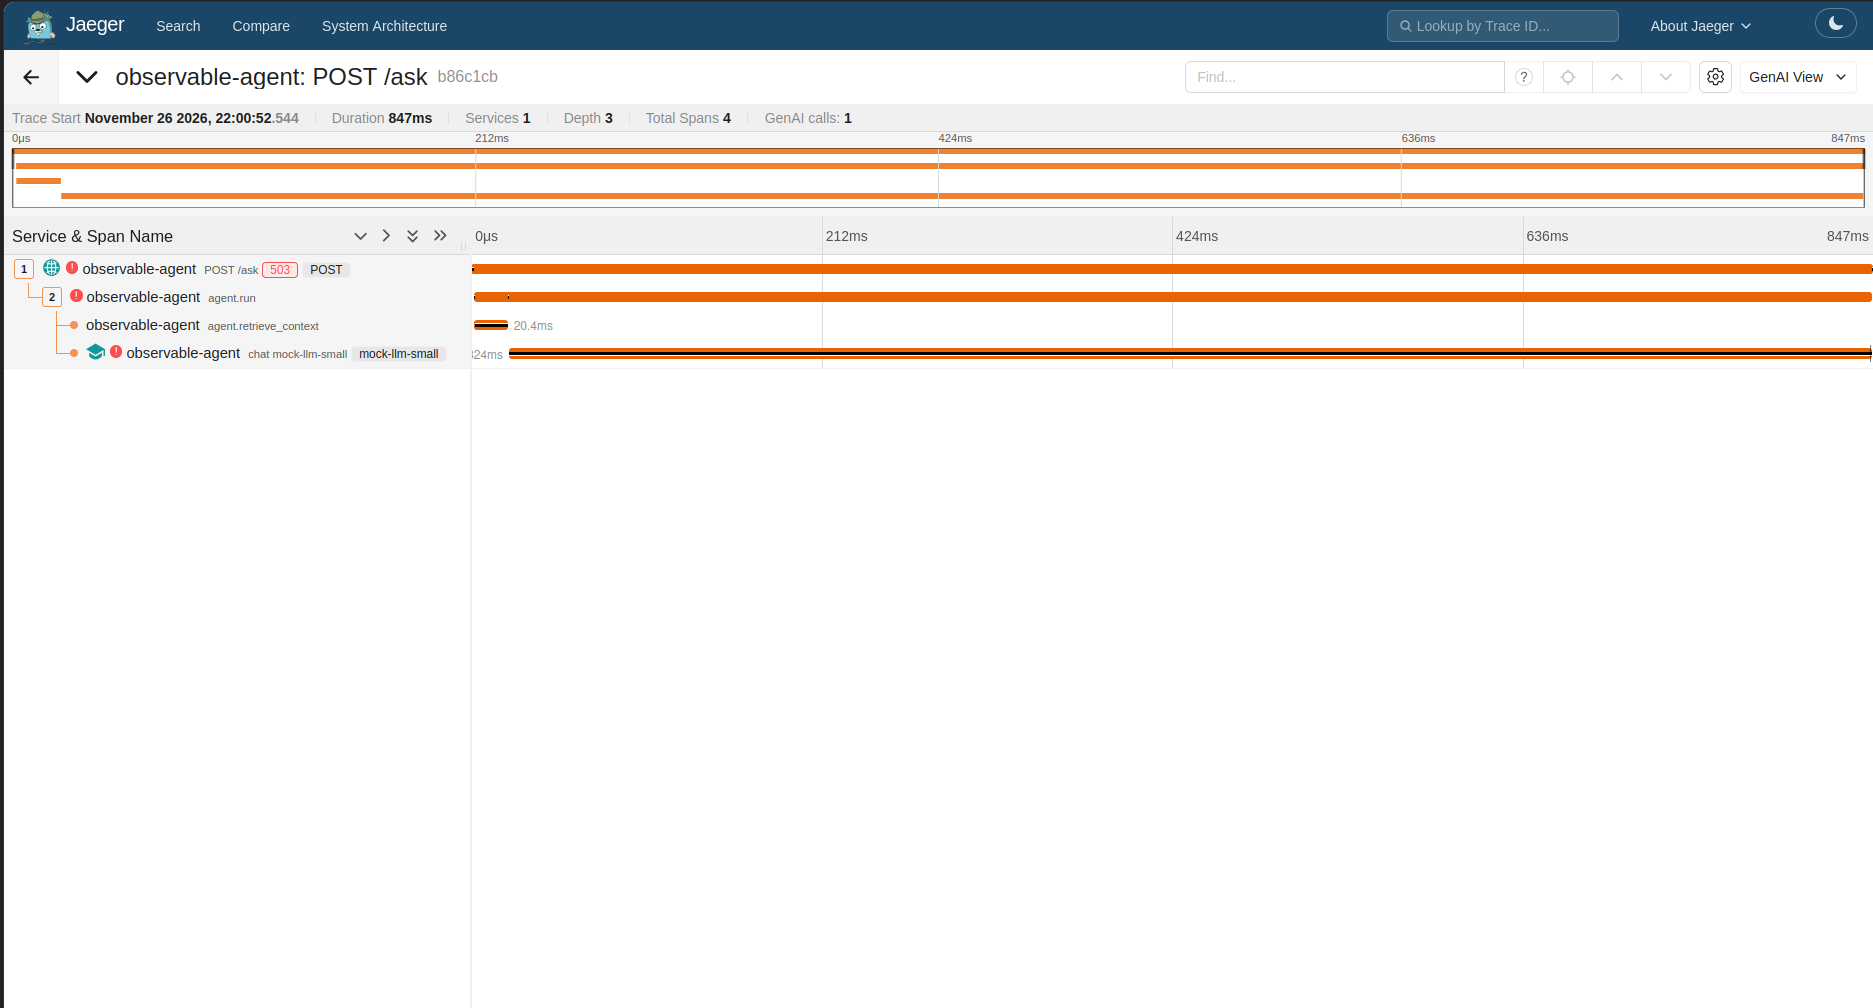 Jaeger Search Compare System Architecture Lookup by Trace ID... About Jaeger
observable-agent: POST /ask b86c1cb Find... ? GenAI View
Trace Start November 26 2026, 22:00:52.544 Duration 847ms Services 1 Depth 3 Total Spans 4 GenAI calls: 1
0μs 212ms 424ms 636ms 847ms
Service & Span Name 0μs 212ms 424ms 636ms 847ms
1 observable-agent POST /ask 503 POST
2 observable-agent agent.run
observable-agent agent.retrieve_context 20.4ms
observable-agent chat mock-llm-small mock-llm-small